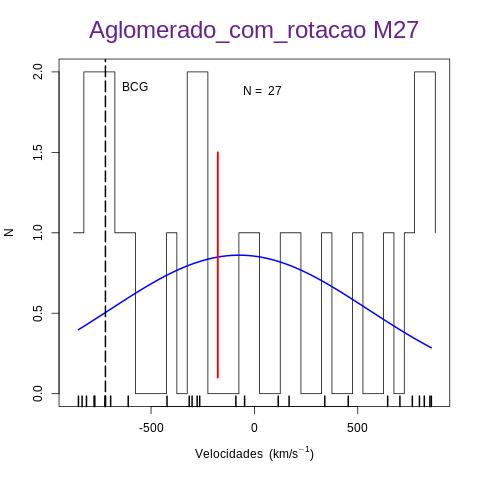 Aglomerado_com_rotacao M27
BCG
N = 27
2.0
1.5
1.0
0.5
0.0
N
-500 0 500
Velocidades (km/s⁻¹)